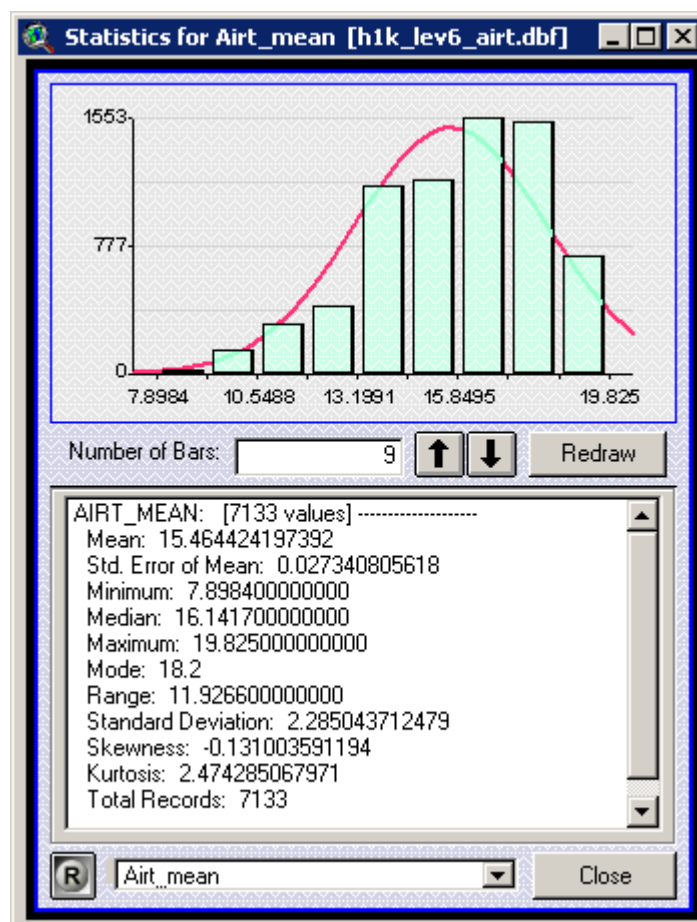 Statistics for Airt_mean [h1k_lev6_airt.dbf]
1553
777
0
7.8984 10.5488 13.1991 15.8495 19.825
Number of Bars: 9 Redraw
AIRT_MEAN: [7133 values] --------------------
Mean: 15.464424197392
Std. Error of Mean: 0.027340805618
Minimum: 7.898400000000
Median: 16.141700000000
Maximum: 19.825000000000
Mode: 18.2
Range: 11.926600000000
Standard Deviation: 2.285043712479
Skewness: -0.131003591194
Kurtosis: 2.474285067971
Total Records: 7133
R Airt_mean Close